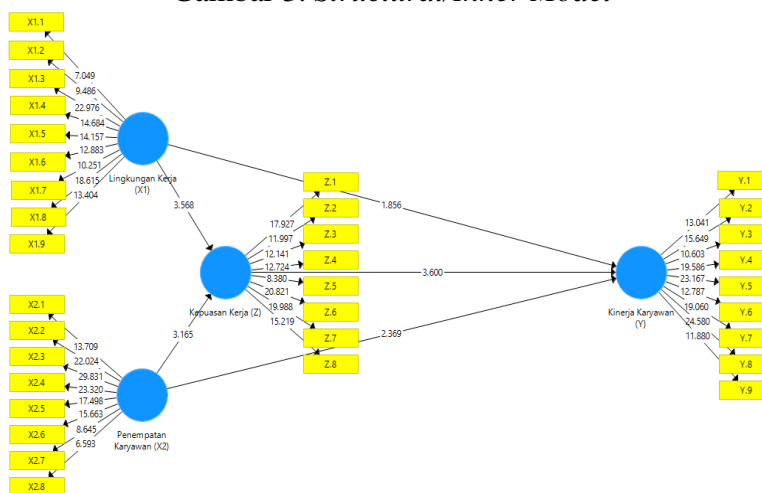 Gambar 3. Structural/Inner Model
X1.1
X1.2
X1.3
X1.4
X1.5
X1.6
X1.7
X1.8
X1.9
7.049
9.486
22.976
14.684
14.157
12.883
10.251
18.615
13.404
Lingkungan Kerja
(X1)
3.568
1.856
Z.1
Z.2
Z.3
Z.4
Z.5
Z.6
Z.7
Z.8
17.927
11.997
12.141
12.724
8.380
20.821
19.988
15.219
Kepuasan Kerja (Z)
3.600
3.165
2.369
X2.1
X2.2
X2.3
X2.4
X2.5
X2.6
X2.7
X2.8
13.709
22.024
29.831
23.320
17.498
15.663
8.645
6.593
Penempatan
Karyawan (X2)
Y.1
Y.2
Y.3
Y.4
Y.5
Y.6
Y.7
Y.8
Y.9
13.041
15.649
10.603
19.586
23.167
12.787
19.060
24.580
11.880
Kinerja Karyawan
(Y)